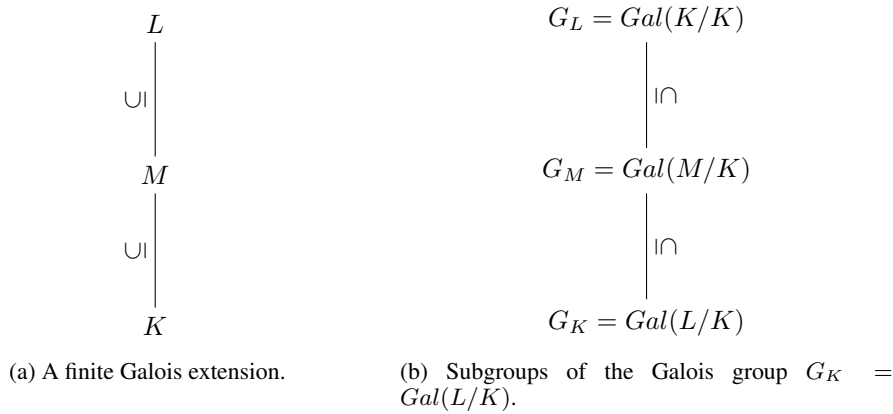 L
G_L = Gal(K/K)
∪|
|∩
M
G_M = Gal(M/K)
∪|
|∩
K
G_K = Gal(L/K)
(a) A finite Galois extension.
(b) Subgroups of the Galois group G_K =
Gal(L/K).